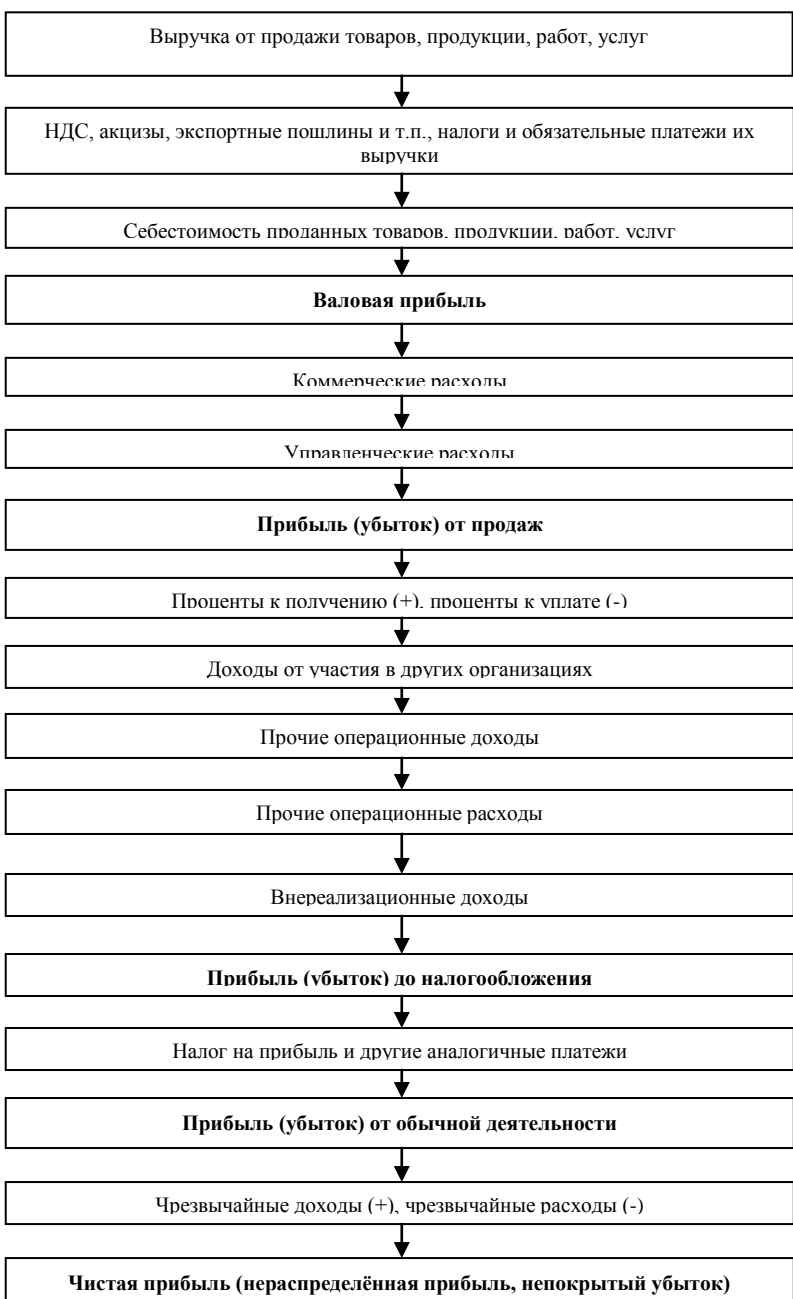 Выручка от продажи товаров, продукции, работ, услуг
НДС, акцизы, экспортные пошлины и т.п., налоги и обязательные платежи их
выручки
Себестоимость проданных товаров, продукции, работ, услуг
Валовая прибыль
Коммерческие расходы
Управленческие расходы
Прибыль (убыток) от продаж
Проценты к получению (+), проценты к уплате (-)
Доходы от участия в других организациях
Прочие операционные доходы
Прочие операционные расходы
Внереализационные доходы
Прибыль (убыток) до налогообложения
Налог на прибыль и другие аналогичные платежи
Прибыль (убыток) от обычной деятельности
Чрезвычайные доходы (+), чрезвычайные расходы (-)
Чистая прибыль (нераспределённая прибыль, непокрытый убыток)